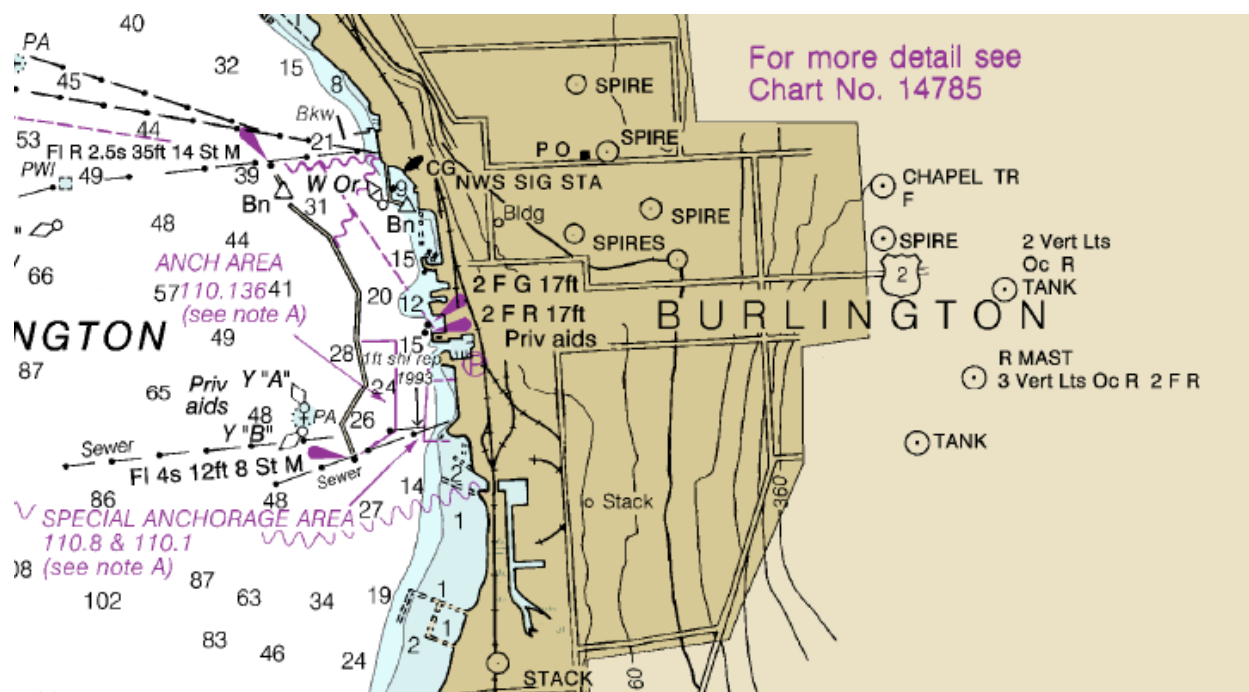 40
PA
45
32
15
8
SPIRE
For more detail see
Chart No. 14785
Bkw
53
44
21
SPIRE
P O
Fl R 2.5s 35ft 14 St M
PWI
49
39
CG
NWS SIG STA
CHAPEL TR
F
W Or
9
Bn
31
Bn
Bldg
SPIRE
48
44
SPIRES
SPIRE
2 Vert Lts
Oc R
TANK
66
15
2
ANCH AREA
110.136
(see note A)
57
41
20
12
2 F G 17ft
2 F R 17ft
Priv aids
BURLINGTON
NGTON
49
28
15
1ft shl rep
1993
P
R MAST
3 Vert Lts Oc R 2 F R
87
65
Priv
aids
Y "A"
24
48
PA
26
Y "B"
TANK
Sewer
Fl 4s 12ft 8 St M
Sewer
86
48
14
27
Stack
360
SPECIAL ANCHORAGE AREA
110.8 & 110.1
(see note A)
1
08
87
102
63
34
19
1
1
83
2
46
24
STACK
60